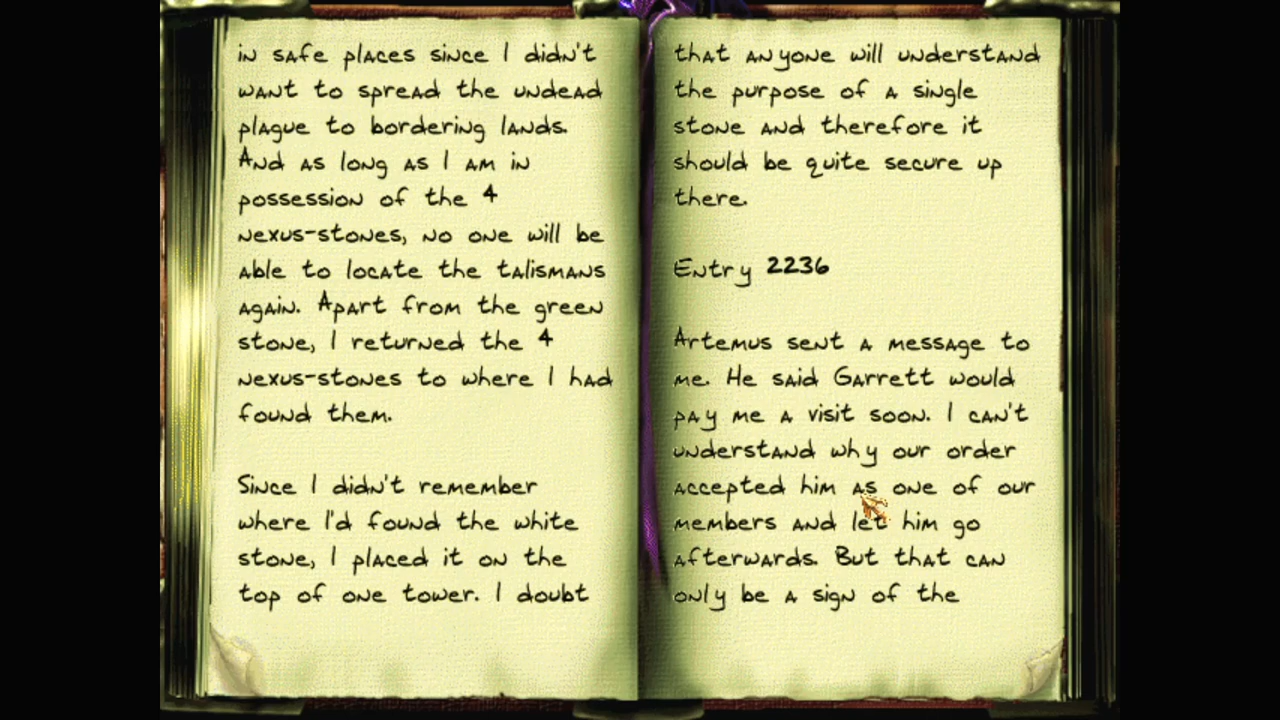 in safe places since I didn't
want to spread the undead
plague to bordering lands.
And as long as I am in
possession of the 4
nexus-stones, no one will be
able to locate the talismans
again. Apart from the green
stone, I returned the 4
nexus-stones to where I had
found them.
Since I didn't remember
where I'd found the white
stone, I placed it on the
top of one tower. I doubt
that anyone will understand
the purpose of a single
stone and therefore it
should be quite secure up
there.
Entry 2236
Artemus sent a message to
me. He said Garrett would
pay me a visit soon. I can't
understand why our order
accepted him as one of our
members and let him go
afterwards. But that can
only be a sign of the